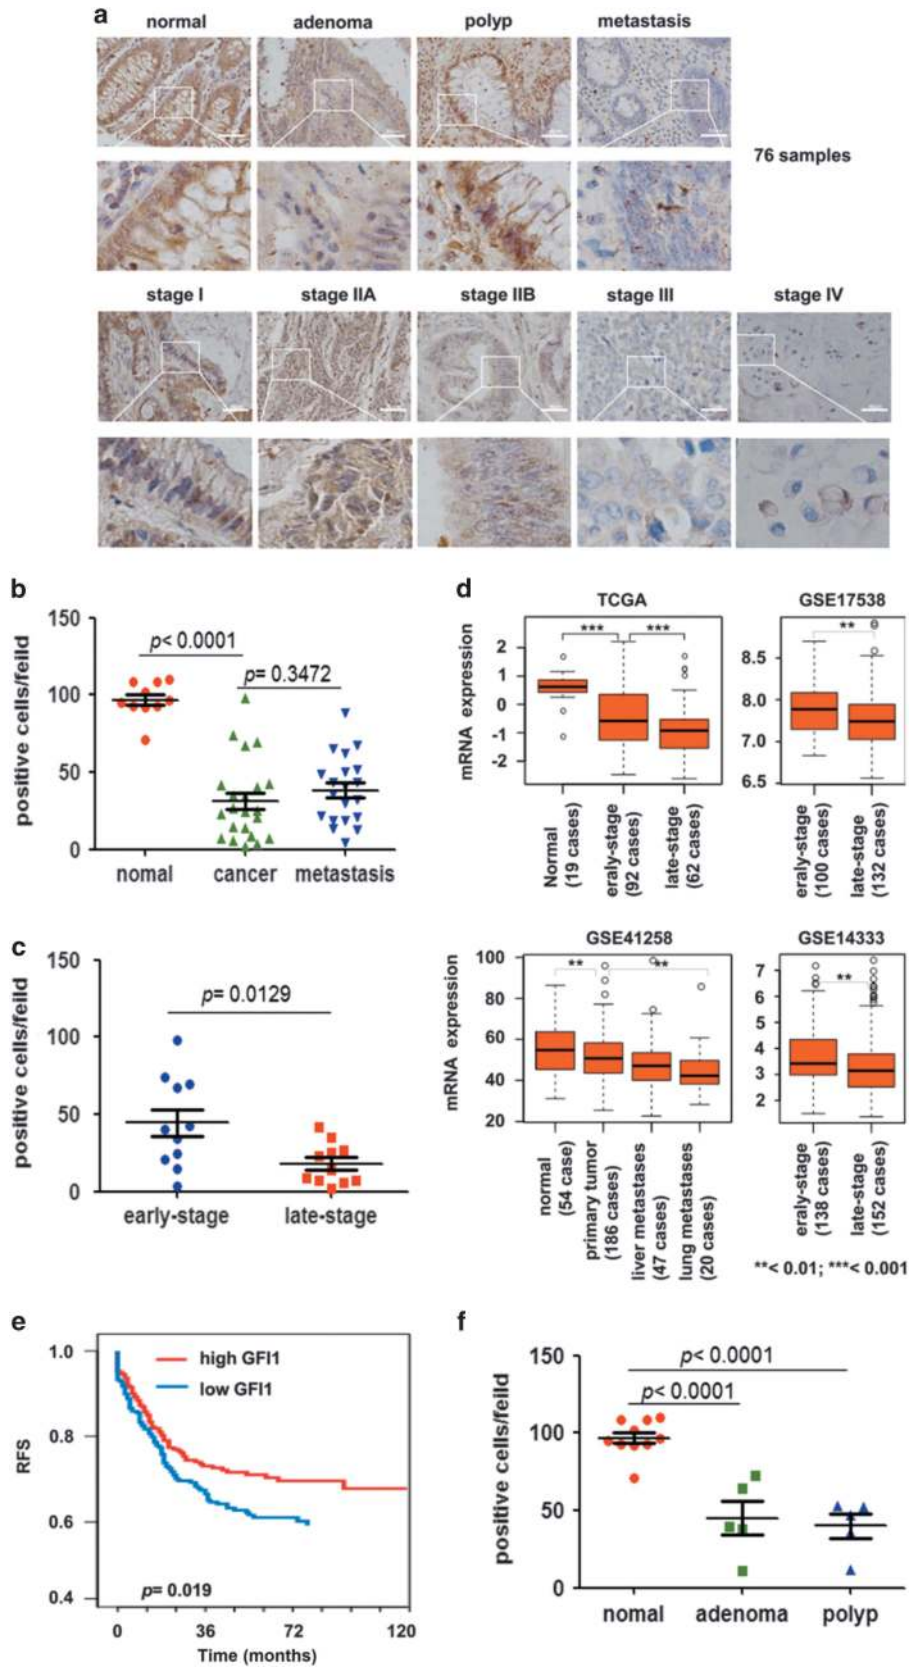 a
normal adenoma polyp metastasis
76 samples
stage I stage IIA stage IIB stage III stage IV
b
150
100
50
0
positive cells/feild
p< 0.0001
p= 0.3472
nomal cancer metastasis
c
150
100
50
0
positive cells/feild
p= 0.0129
early-stage late-stage
d
TCGA
mRNA expression
2
1
0
-1
-2
*** ***
Normal
(19 cases)
eraly-stage
(92 cases)
late-stage
(62 cases)
GSE17538
8.5
8.0
7.0
6.5
**
eraly-stage
(100 cases)
late-stage
(132 cases)
GSE41258
mRNA expression
100
60
40
20
** **
normal
(54 case)
primary tumor
(186 cases)
liver metastases
(47 cases)
lung metastases
(20 cases)
GSE14333
7
6
5
4
3
2
**
eraly-stage
(138 cases)
late-stage
(152 cases)
**< 0.01; ***< 0.001
e
1.0
0.8
0.6
0.4
RFS
high GFI1
low GFI1
p= 0.019
0 36 72 120
Time (months)
f
150
100
50
0
positive cells/feild
p< 0.0001
p< 0.0001
nomal adenoma polyp